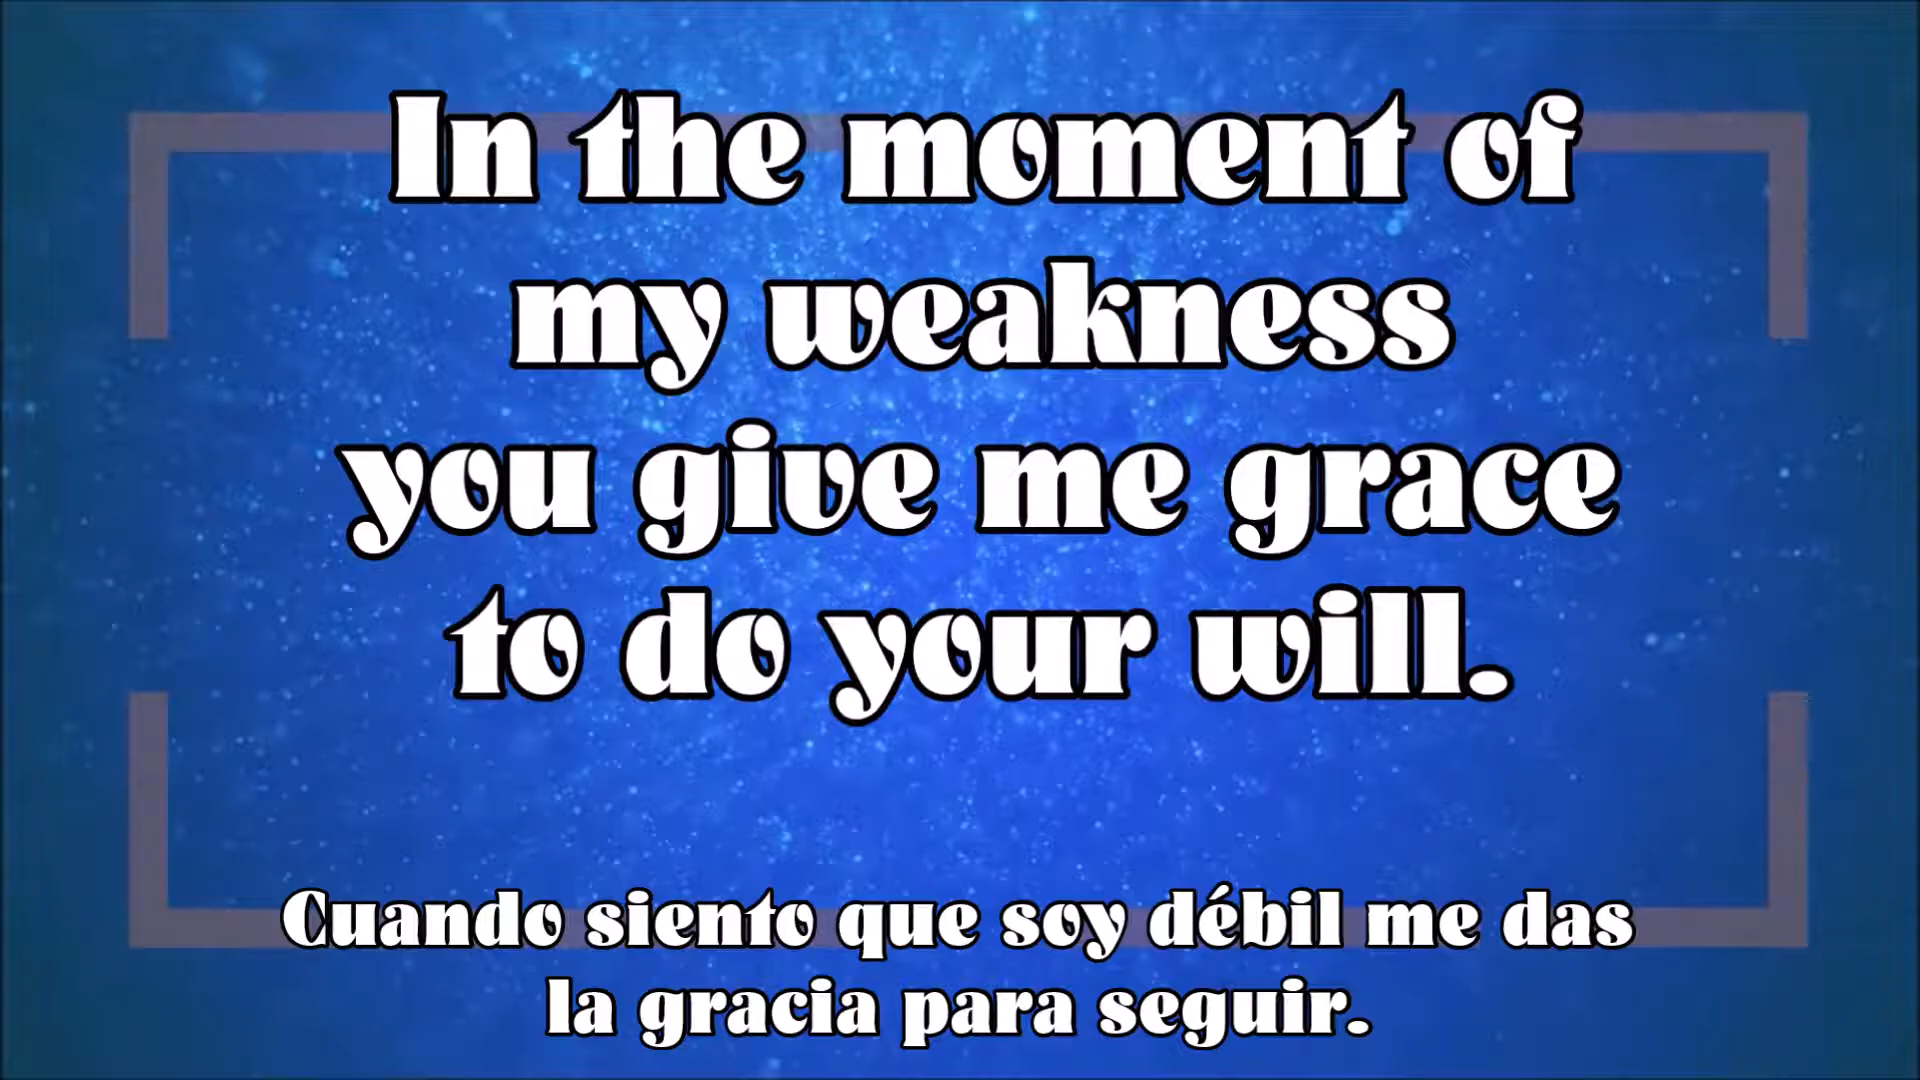 In the moment of
my weakness
you give me grace
to do your will.
Cuando siento que soy débil me das
la gracia para seguir.